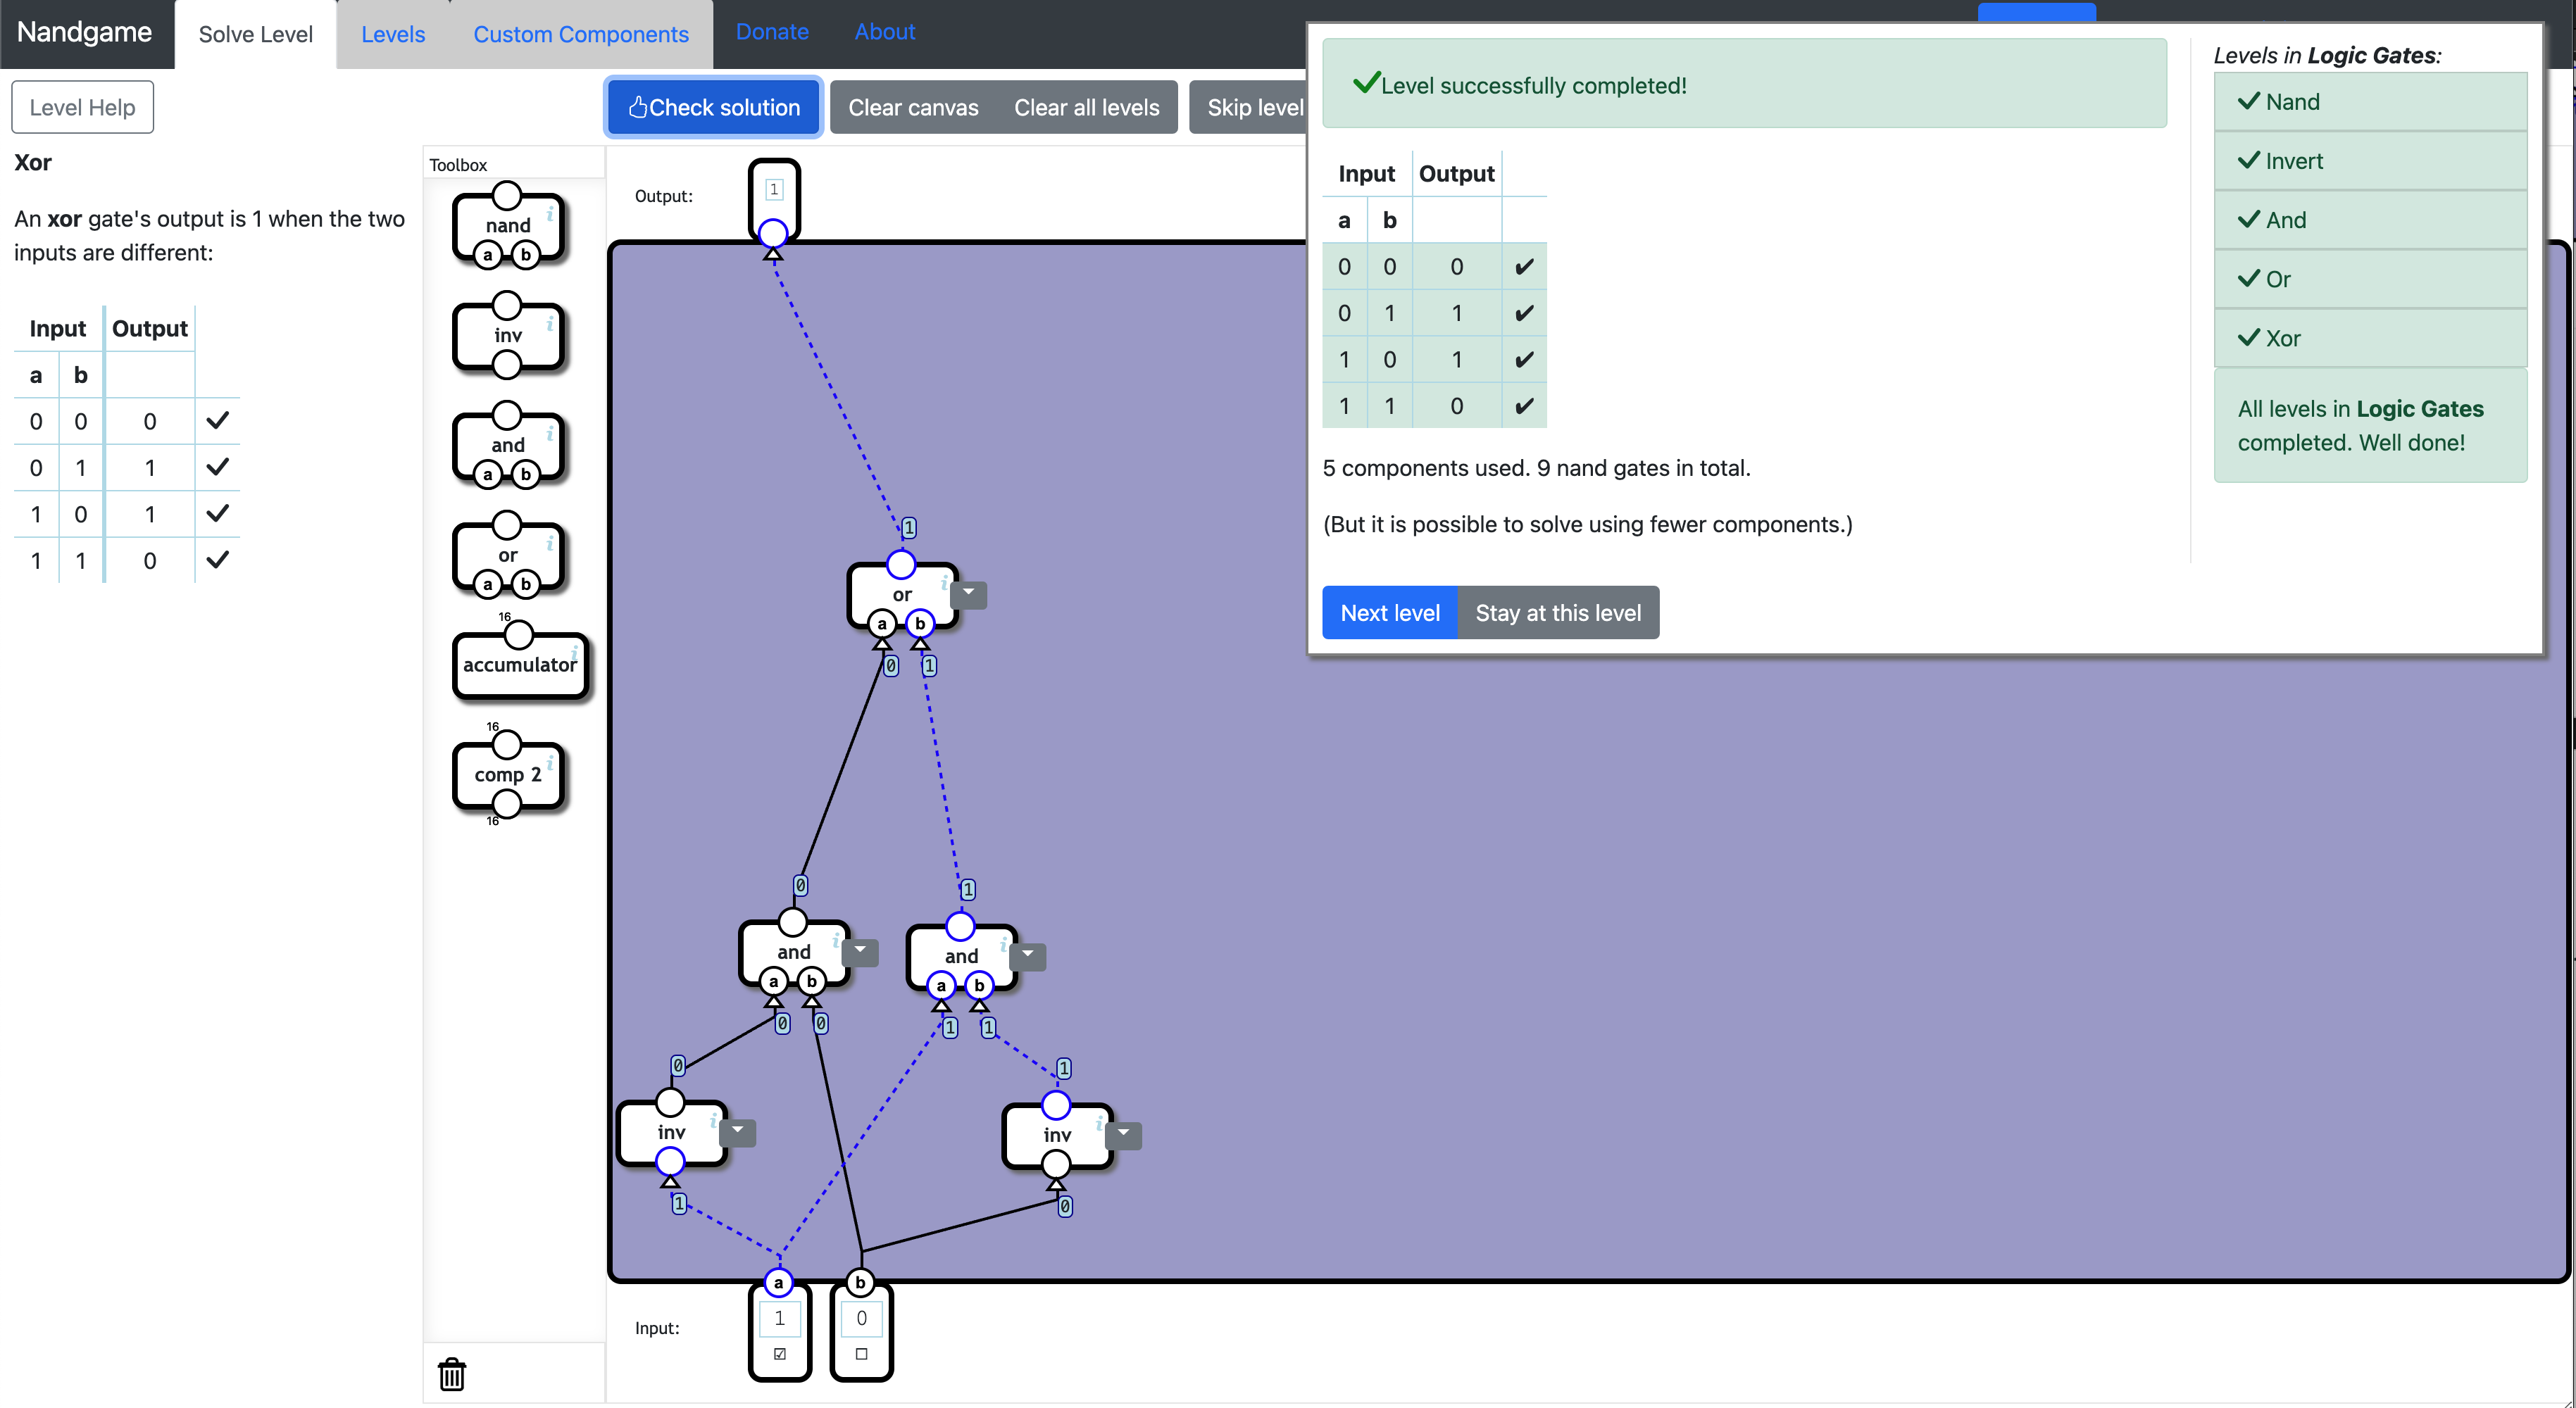 Nandgame
Solve Level
Levels
Custom Components
Donate
About
Level Help
Check solution
Clear canvas
Clear all levels
Skip level
Xor
An xor gate's output is 1 when the two
inputs are different:
Input Output
a b
0 0 0
0 1 1
1 0 1
1 1 0
Toolbox
nand
a b
inv
and
a b
or
a b
16
accumulator
16
comp 2
16
Output:
1
1
or
a b
0 1
0 1
and
a b
0 0
and
a b
1 1
0 1
inv
1
inv
0
a b
Input:
1 0
Level successfully completed!
Input Output
a b
0 0 0
0 1 1
1 0 1
1 1 0
5 components used. 9 nand gates in total.
(But it is possible to solve using fewer components.)
Next level
Stay at this level
Levels in Logic Gates:
Nand
Invert
And
Or
Xor
All levels in Logic Gates
completed. Well done!